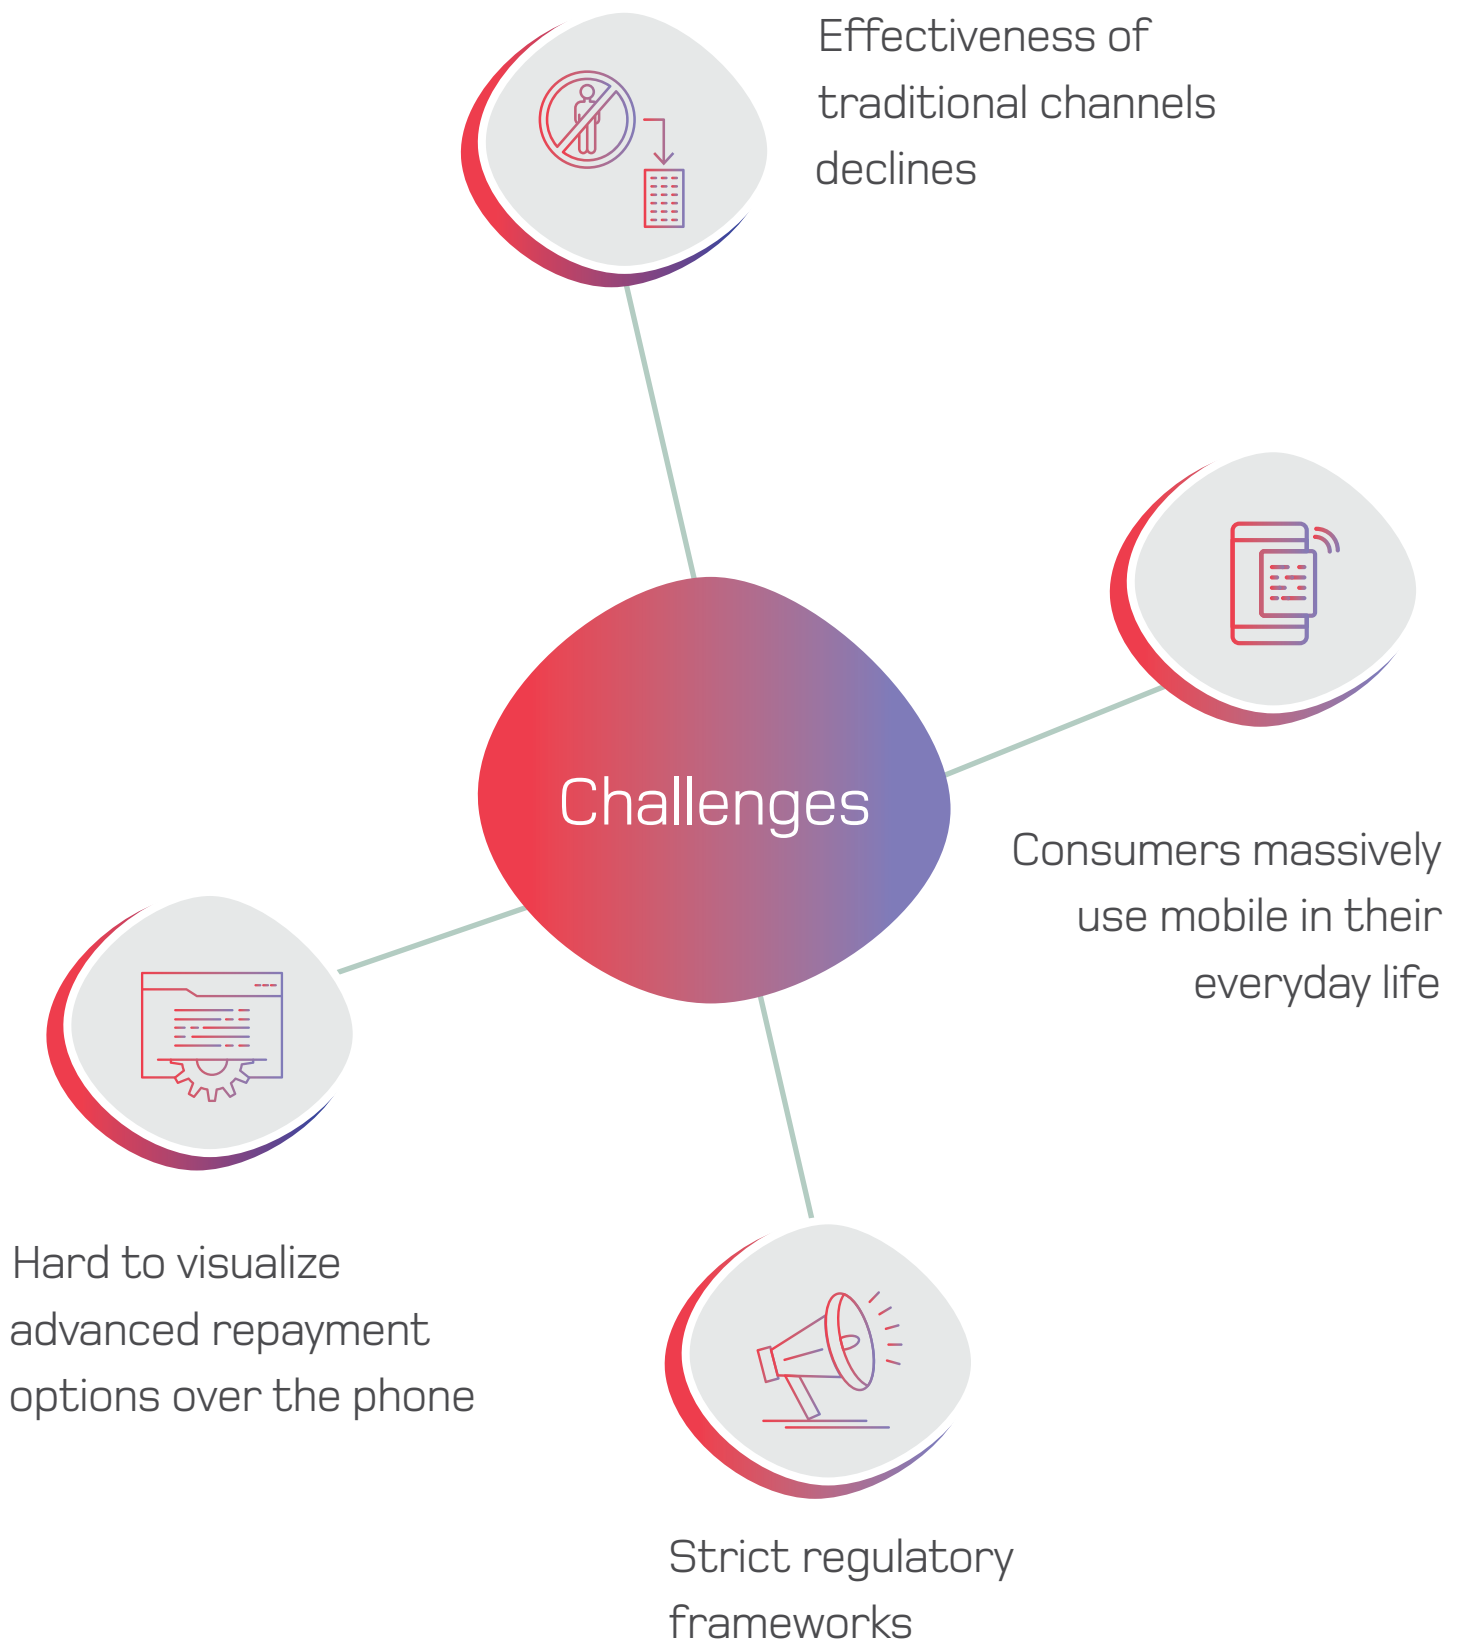 Effectiveness of
traditional channels
declines
Challenges
Consumers massively
use mobile in their
everyday life
Hard to visualize
advanced repayment
options over the phone
Strict regulatory
frameworks